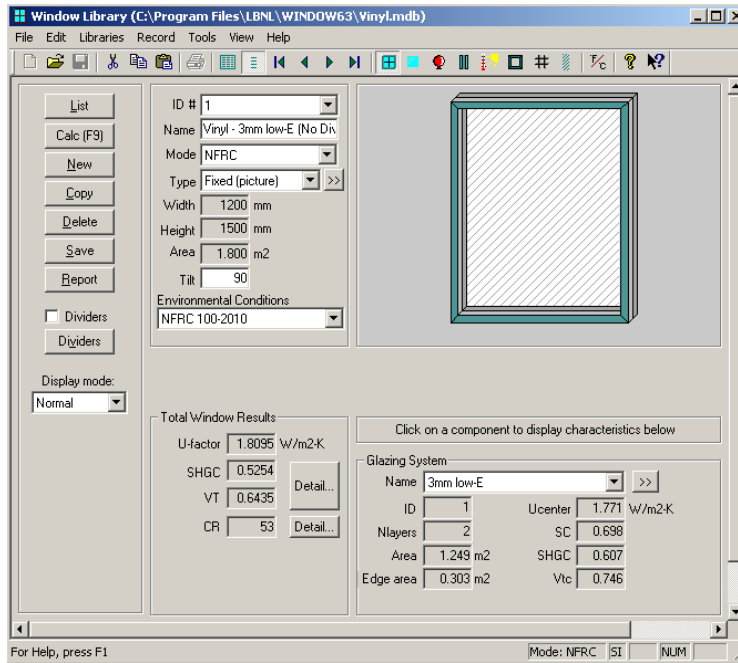 Window Library (C:\Program Files\LBNL\WINDOW63\Vinyl.mdb)
File Edit Libraries Record Tools View Help
List
Calc (F9)
New
Copy
Delete
Save
Report
Dividers
Dividers
Display mode:
Normal
ID # 1
Name Vinyl - 3mm low-E (No Div
Mode NFRC
Type Fixed (picture) >>
Width 1200 mm
Height 1500 mm
Area 1.800 m2
Tilt 90
Environmental Conditions
NFRC 100-2010
Total Window Results
U-factor 1.8095 W/m2-K
SHGC 0.5254
VT 0.6435
Detail...
CR 53 Detail...
Click on a component to display characteristics below
Glazing System
Name 3mm low-E >>
ID 1 Ucenter 1.771 W/m2-K
Nlayers 2 SC 0.698
Area 1.249 m2 SHGC 0.607
Edge area 0.303 m2 Vtc 0.746
For Help, press F1
Mode: NFRC SI NUM